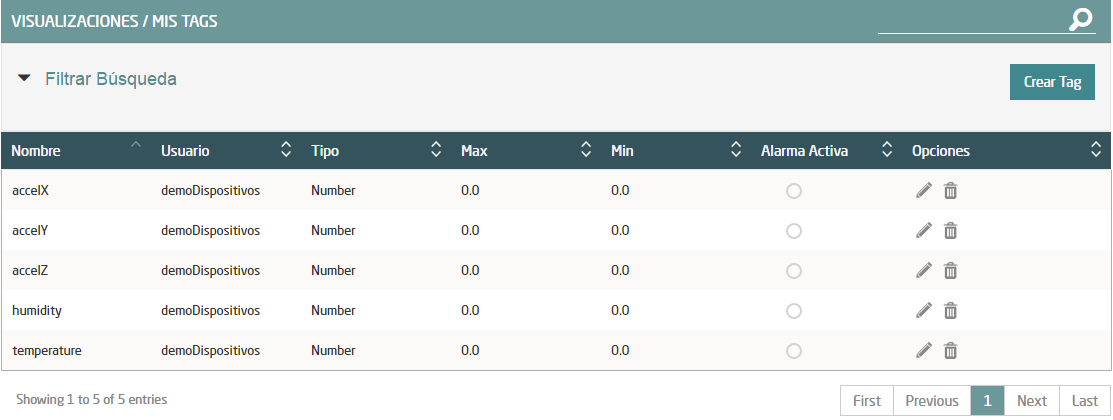 VISUALIZACIONES / MIS TAGS
Filtrar Búsqueda
Crear Tag
Nombre Usuario Tipo Max Min Alarma Activa Opciones
accelX demoDispositivos Number 0.0 0.0
accelY demoDispositivos Number 0.0 0.0
accelZ demoDispositivos Number 0.0 0.0
humidity demoDispositivos Number 0.0 0.0
temperature demoDispositivos Number 0.0 0.0
Showing 1 to 5 of 5 entries
First Previous 1 Next Last